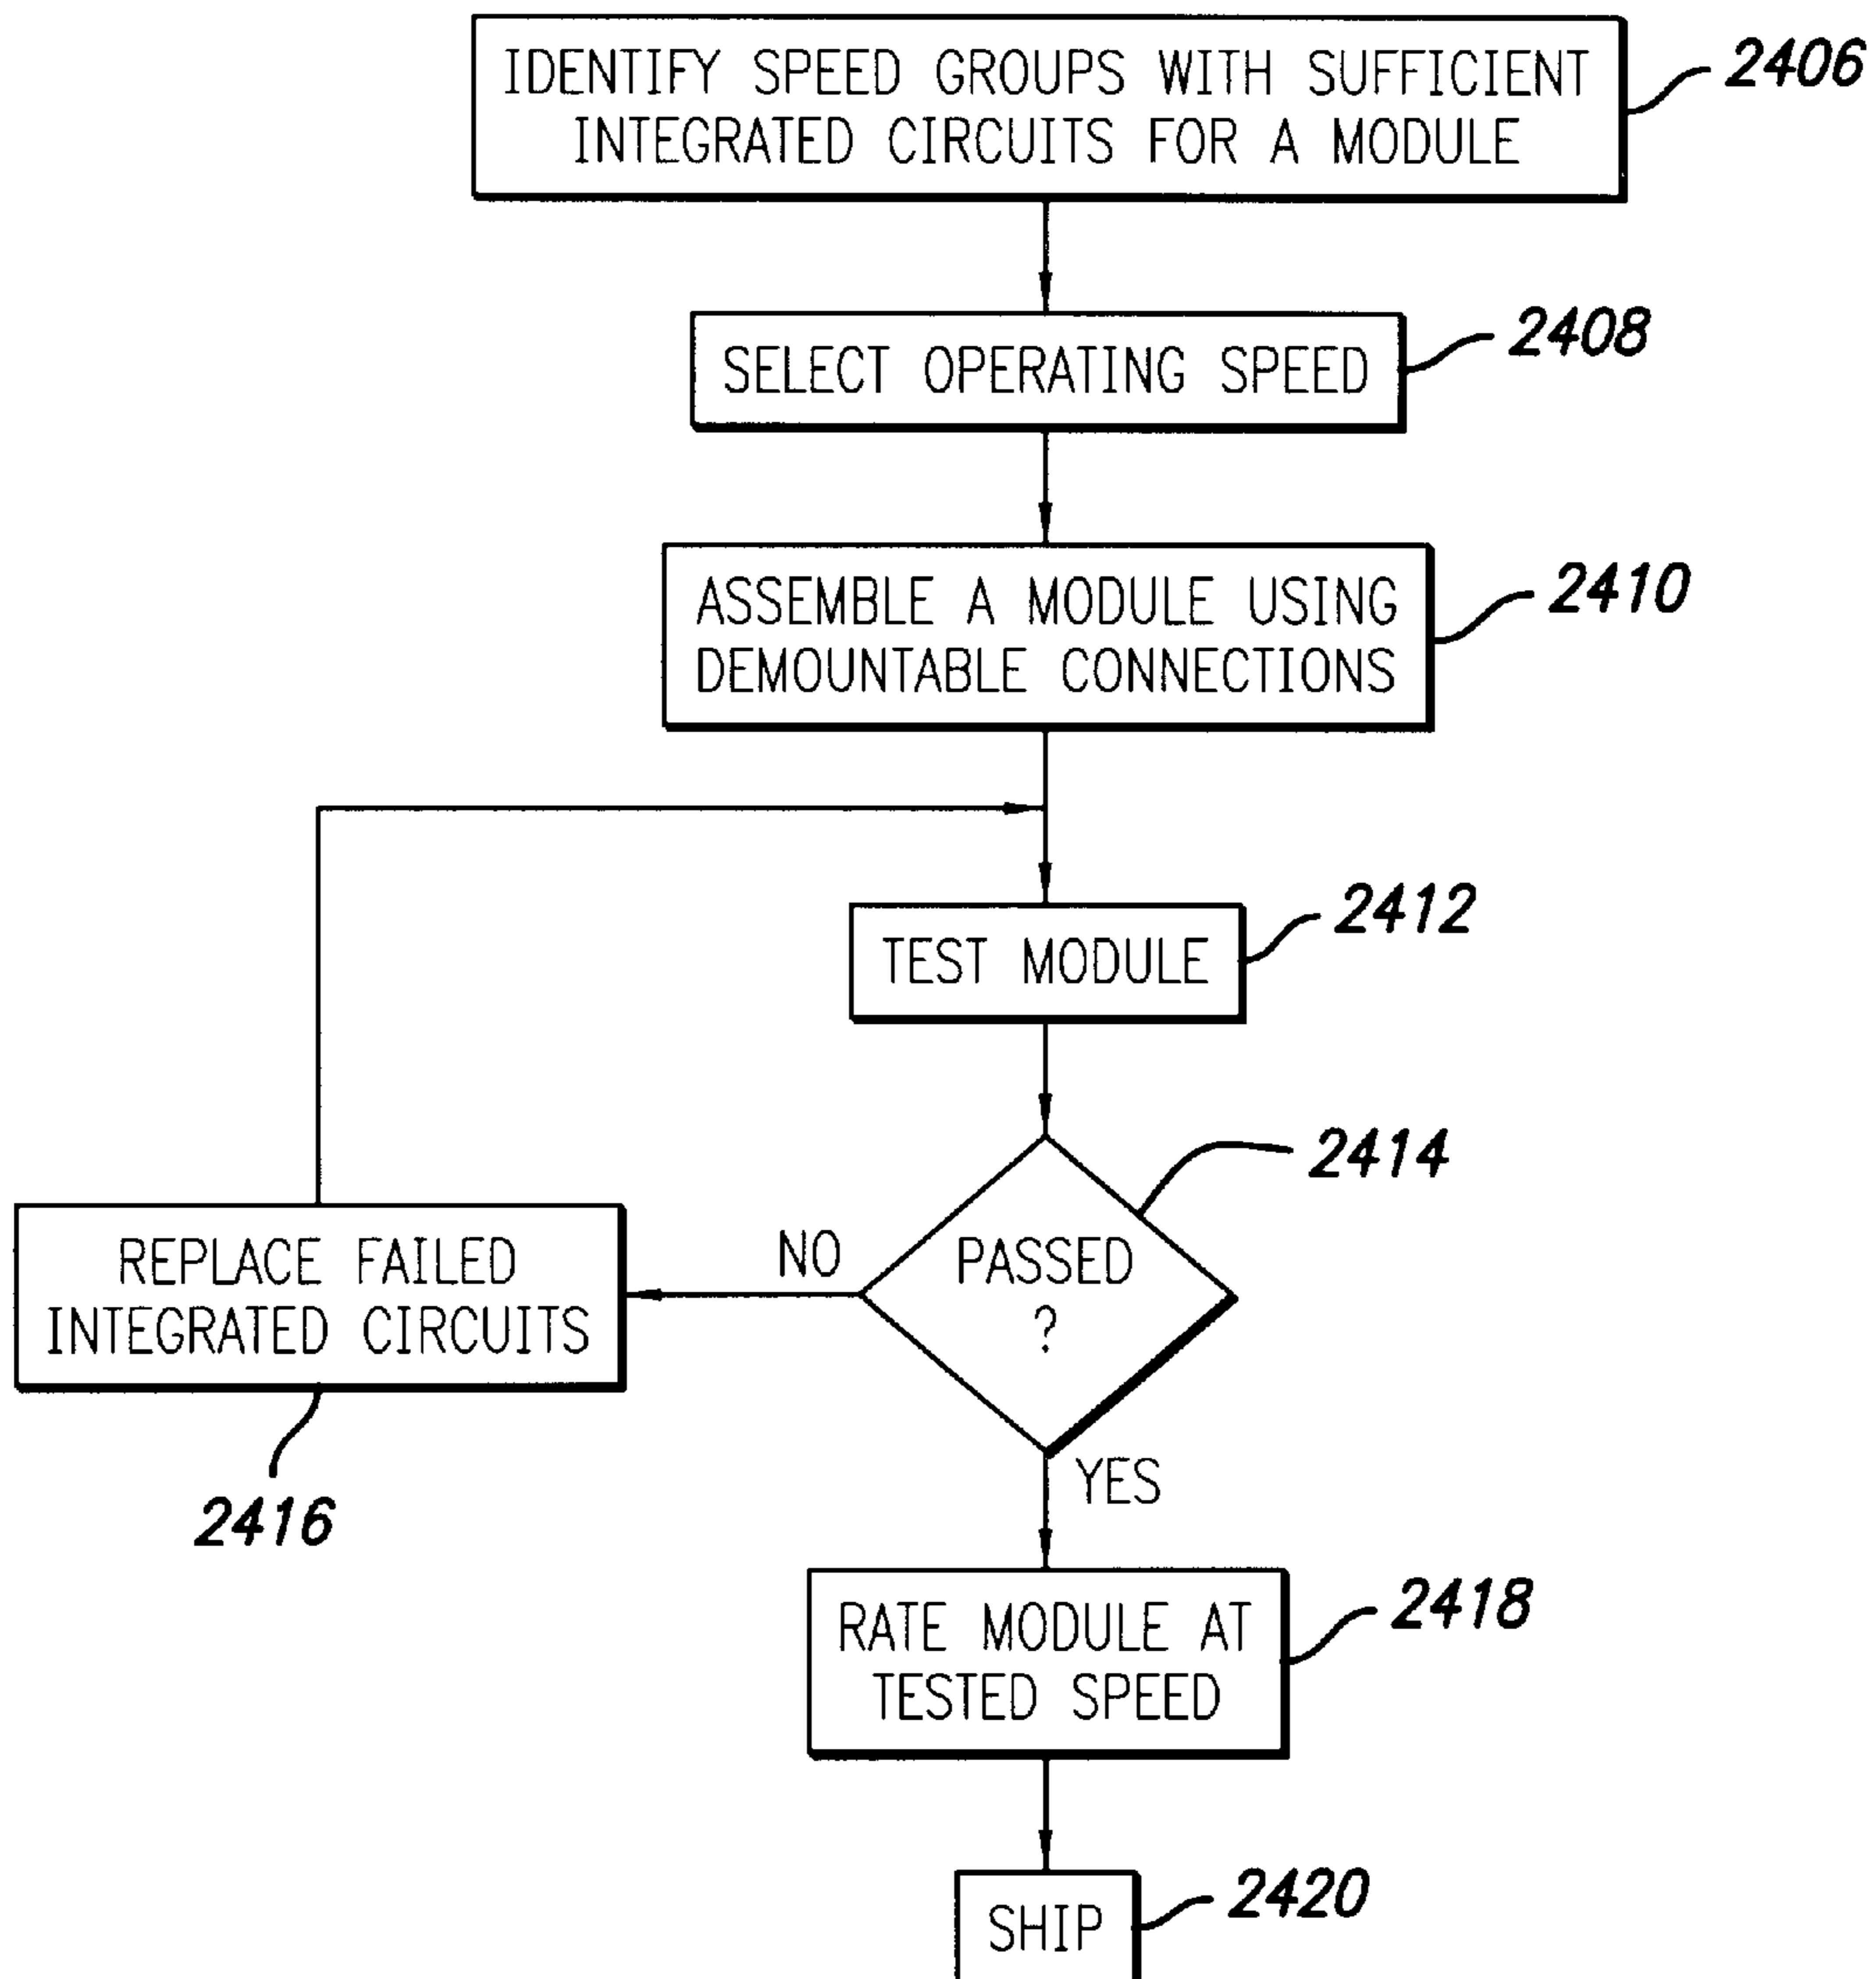 IDENTIFY SPEED GROUPS WITH SUFFICIENT
INTEGRATED CIRCUITS FOR A MODULE
2406
SELECT OPERATING SPEED
2408
ASSEMBLE A MODULE USING
DEMOUNTABLE CONNECTIONS
2410
TEST MODULE
2412
PASSED
?
2414
NO
REPLACE FAILED
INTEGRATED CIRCUITS
2416
YES
RATE MODULE AT
TESTED SPEED
2418
SHIP
2420